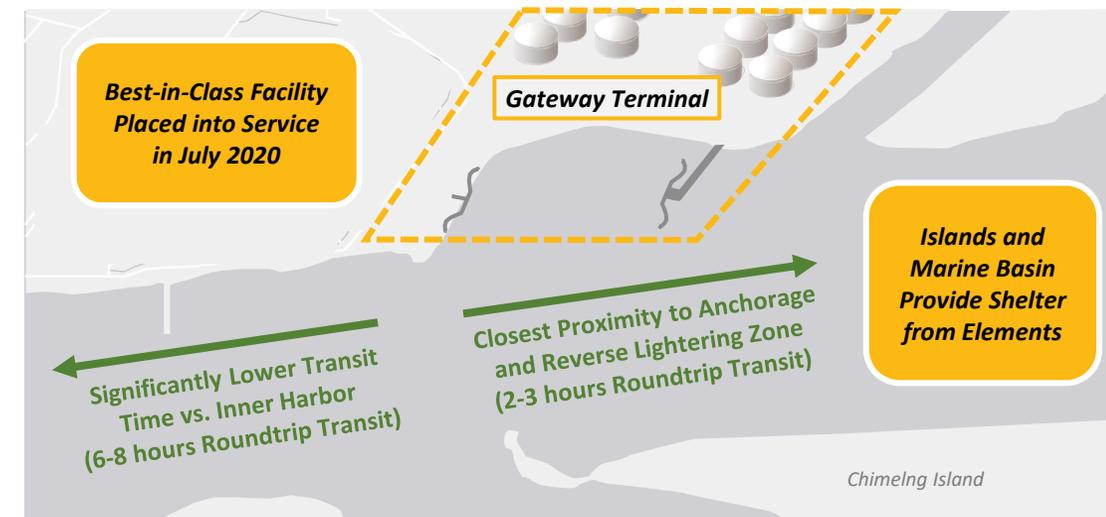 Best-in-Class Facility
Placed into Service
in July 2020
Gateway Terminal
Islands and
Marine Basin
Provide Shelter
from Elements
Closest Proximity to Anchorage
and Reverse Lightering Zone
(2-3 hours Roundtrip Transit)
Significantly Lower Transit
Time vs. Inner Harbor
(6-8 hours Roundtrip Transit)
Chimelng Island